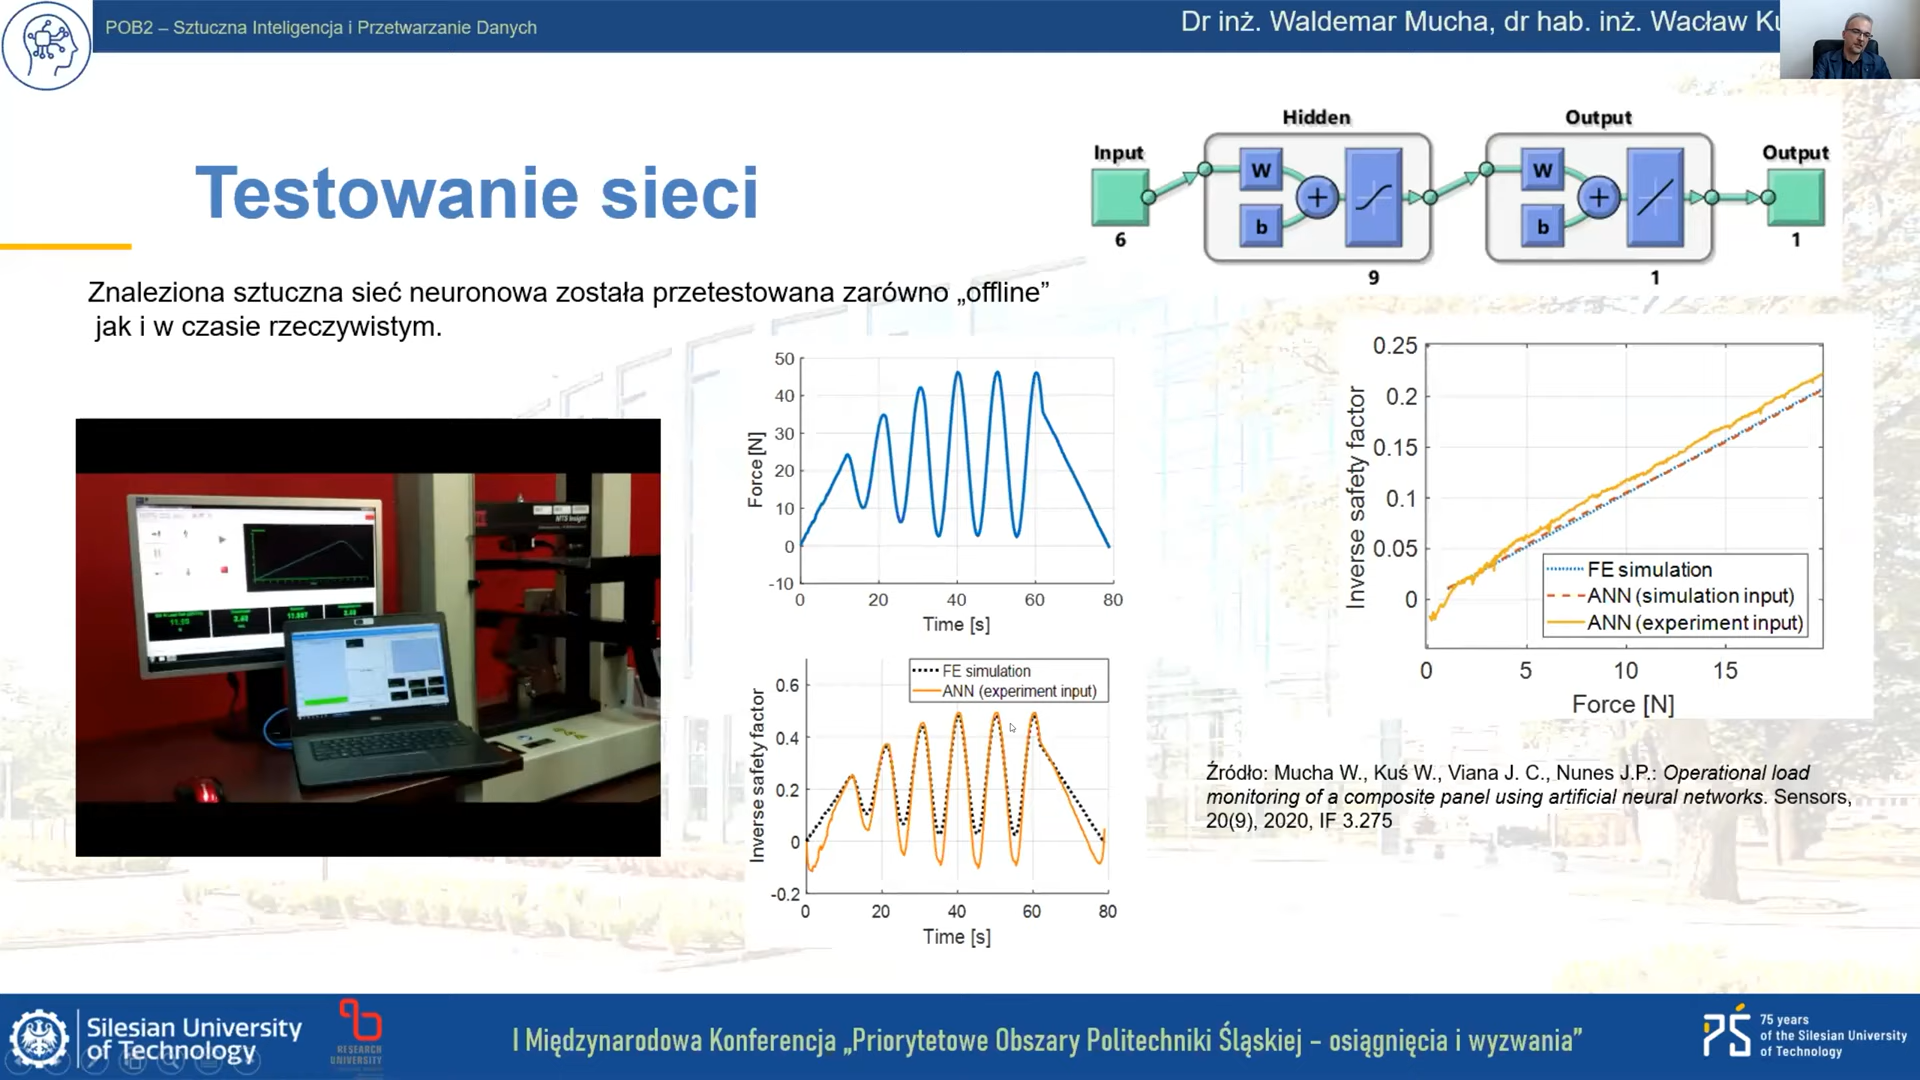 POB2 – Sztuczna Inteligencja i Przetwarzanie Danych
Dr inż. Waldemar Mucha, dr hab. inż. Wacław
Testowanie sieci
Znaleziona sztuczna sieć neuronowa została przetestowana zarówno „offline”
jak i w czasie rzeczywistym.
Hidden
Output
Input
Output
W
b
W
b
6
9
1
1
50
40
30
20
10
0
-10
Force [N]
0 20 40 60 80
Time [s]
FE simulation
ANN (experiment input)
0.6
0.4
0.2
0
-0.2
Inverse safety factor
0 20 40 60 80
Time [s]
0.25
0.2
0.15
0.1
0.05
0
Inverse safety factor
FE simulation
ANN (simulation input)
ANN (experiment input)
0 5 10 15
Force [N]
Źródło: Mucha W., Kuś W., Viana J. C., Nunes J.P.: Operational load
monitoring of a composite panel using artificial neural networks. Sensors,
20(9), 2020, IF 3.275
MTS Insight
Silesian University
of Technology
RESEARCH
UNIVERSITY
I Międzynarodowa Konferencja „Priorytetowe Obszary Politechniki Śląskiej – osiągnięcia i wyzwania”
75 years
of the Silesian University
of Technology